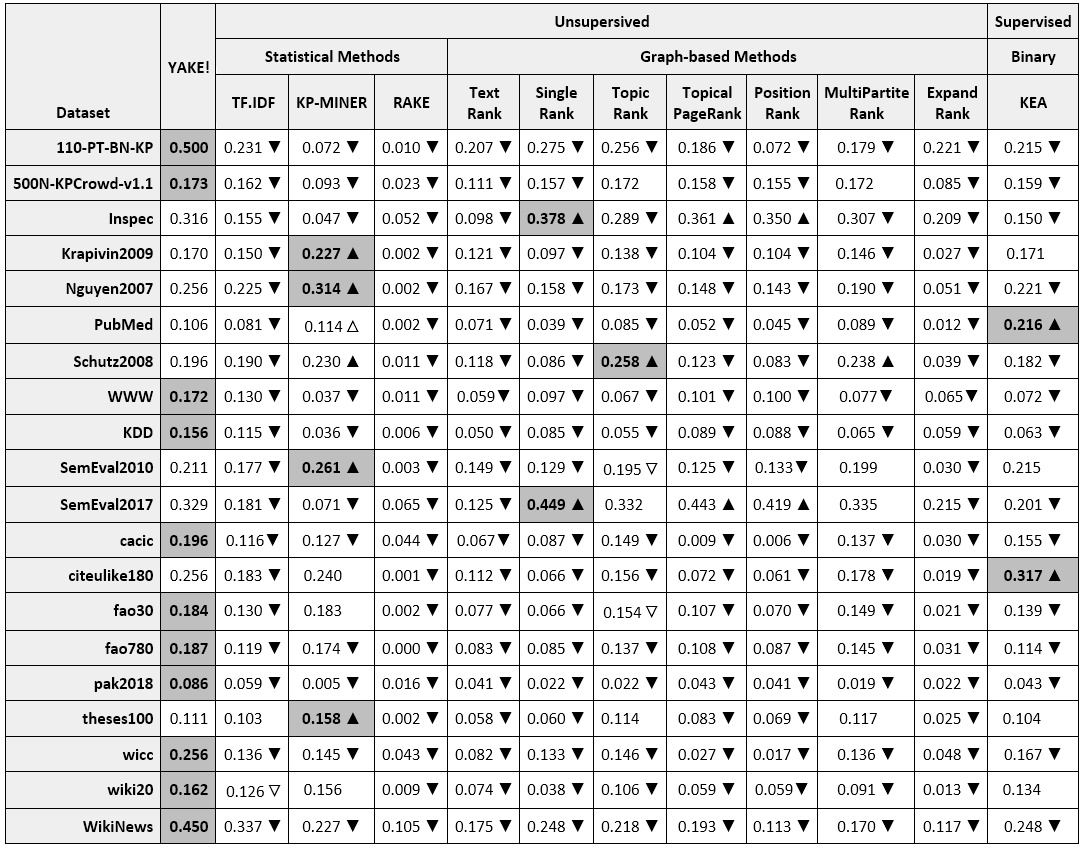 Unsupersived Supervised
Statistical Methods Graph-based Methods Binary
Dataset YAKE! TF.IDF KP-MINER RAKE Text Rank Single Rank Topic Rank Topical PageRank Position Rank MultiPartite Rank Expand Rank KEA
110-PT-BN-KP 0.500 0.231 ▼ 0.072 ▼ 0.010 ▼ 0.207 ▼ 0.275 ▼ 0.256 ▼ 0.186 ▼ 0.072 ▼ 0.179 ▼ 0.221 ▼ 0.215 ▼
500N-KPCrowd-v1.1 0.173 0.162 ▼ 0.093 ▼ 0.023 ▼ 0.111 ▼ 0.157 ▼ 0.172 0.158 ▼ 0.155 ▼ 0.172 0.085 ▼ 0.159 ▼
Inspec 0.316 0.155 ▼ 0.047 ▼ 0.052 ▼ 0.098 ▼ 0.378 ▲ 0.289 ▼ 0.361 ▲ 0.350 ▲ 0.307 ▼ 0.209 ▼ 0.150 ▼
Krapivin2009 0.170 0.150 ▼ 0.227 ▲ 0.002 ▼ 0.121 ▼ 0.097 ▼ 0.138 ▼ 0.104 ▼ 0.104 ▼ 0.146 ▼ 0.027 ▼ 0.171
Nguyen2007 0.256 0.225 ▼ 0.314 ▲ 0.002 ▼ 0.167 ▼ 0.158 ▼ 0.173 ▼ 0.148 ▼ 0.143 ▼ 0.190 ▼ 0.051 ▼ 0.221 ▼
PubMed 0.106 0.081 ▼ 0.114 △ 0.002 ▼ 0.071 ▼ 0.039 ▼ 0.085 ▼ 0.052 ▼ 0.045 ▼ 0.089 ▼ 0.012 ▼ 0.216 ▲
Schutz2008 0.196 0.190 ▼ 0.230 ▲ 0.011 ▼ 0.118 ▼ 0.086 ▼ 0.258 ▲ 0.123 ▼ 0.083 ▼ 0.238 ▲ 0.039 ▼ 0.182 ▼
WWW 0.172 0.130 ▼ 0.037 ▼ 0.011 ▼ 0.059▼ 0.097 ▼ 0.067 ▼ 0.101 ▼ 0.100 ▼ 0.077▼ 0.065▼ 0.072 ▼
KDD 0.156 0.115 ▼ 0.036 ▼ 0.006 ▼ 0.050 ▼ 0.085 ▼ 0.055 ▼ 0.089 ▼ 0.088 ▼ 0.065 ▼ 0.059 ▼ 0.063 ▼
SemEval2010 0.211 0.177 ▼ 0.261 ▲ 0.003 ▼ 0.149 ▼ 0.129 ▼ 0.195 ▽ 0.125 ▼ 0.133▼ 0.199 0.030 ▼ 0.215
SemEval2017 0.329 0.181 ▼ 0.071 ▼ 0.065 ▼ 0.125 ▼ 0.449 ▲ 0.332 0.443 ▲ 0.419 ▲ 0.335 0.215 ▼ 0.201 ▼
cacic 0.196 0.116▼ 0.127 ▼ 0.044 ▼ 0.067▼ 0.087 ▼ 0.149 ▼ 0.009 ▼ 0.006 ▼ 0.137 ▼ 0.030 ▼ 0.155 ▼
citeulike180 0.256 0.183 ▼ 0.240 0.001 ▼ 0.112 ▼ 0.066 ▼ 0.156 ▼ 0.072 ▼ 0.061 ▼ 0.178 ▼ 0.019 ▼ 0.317 ▲
fao30 0.184 0.130 ▼ 0.183 0.002 ▼ 0.077 ▼ 0.066 ▼ 0.154 ▽ 0.107 ▼ 0.070 ▼ 0.149 ▼ 0.021 ▼ 0.139 ▼
fao780 0.187 0.119 ▼ 0.174 ▼ 0.000 ▼ 0.083 ▼ 0.085 ▼ 0.137 ▼ 0.108 ▼ 0.087 ▼ 0.145 ▼ 0.031 ▼ 0.114 ▼
pak2018 0.086 0.059 ▼ 0.005 ▼ 0.016 ▼ 0.041 ▼ 0.022 ▼ 0.022 ▼ 0.043 ▼ 0.041 ▼ 0.019 ▼ 0.022 ▼ 0.043 ▼
theses100 0.111 0.103 0.158 ▲ 0.002 ▼ 0.058 ▼ 0.060 ▼ 0.114 0.083 ▼ 0.069 ▼ 0.117 0.025 ▼ 0.104
wicc 0.256 0.136 ▼ 0.145 ▼ 0.043 ▼ 0.082 ▼ 0.133 ▼ 0.146 ▼ 0.027 ▼ 0.017 ▼ 0.136 ▼ 0.048 ▼ 0.167 ▼
wiki20 0.162 0.126 ▽ 0.156 0.009 ▼ 0.074 ▼ 0.038 ▼ 0.106 ▼ 0.059 ▼ 0.059▼ 0.091 ▼ 0.013 ▼ 0.134
WikiNews 0.450 0.337 ▼ 0.227 ▼ 0.105 ▼ 0.175 ▼ 0.248 ▼ 0.218 ▼ 0.193 ▼ 0.113 ▼ 0.170 ▼ 0.117 ▼ 0.248 ▼